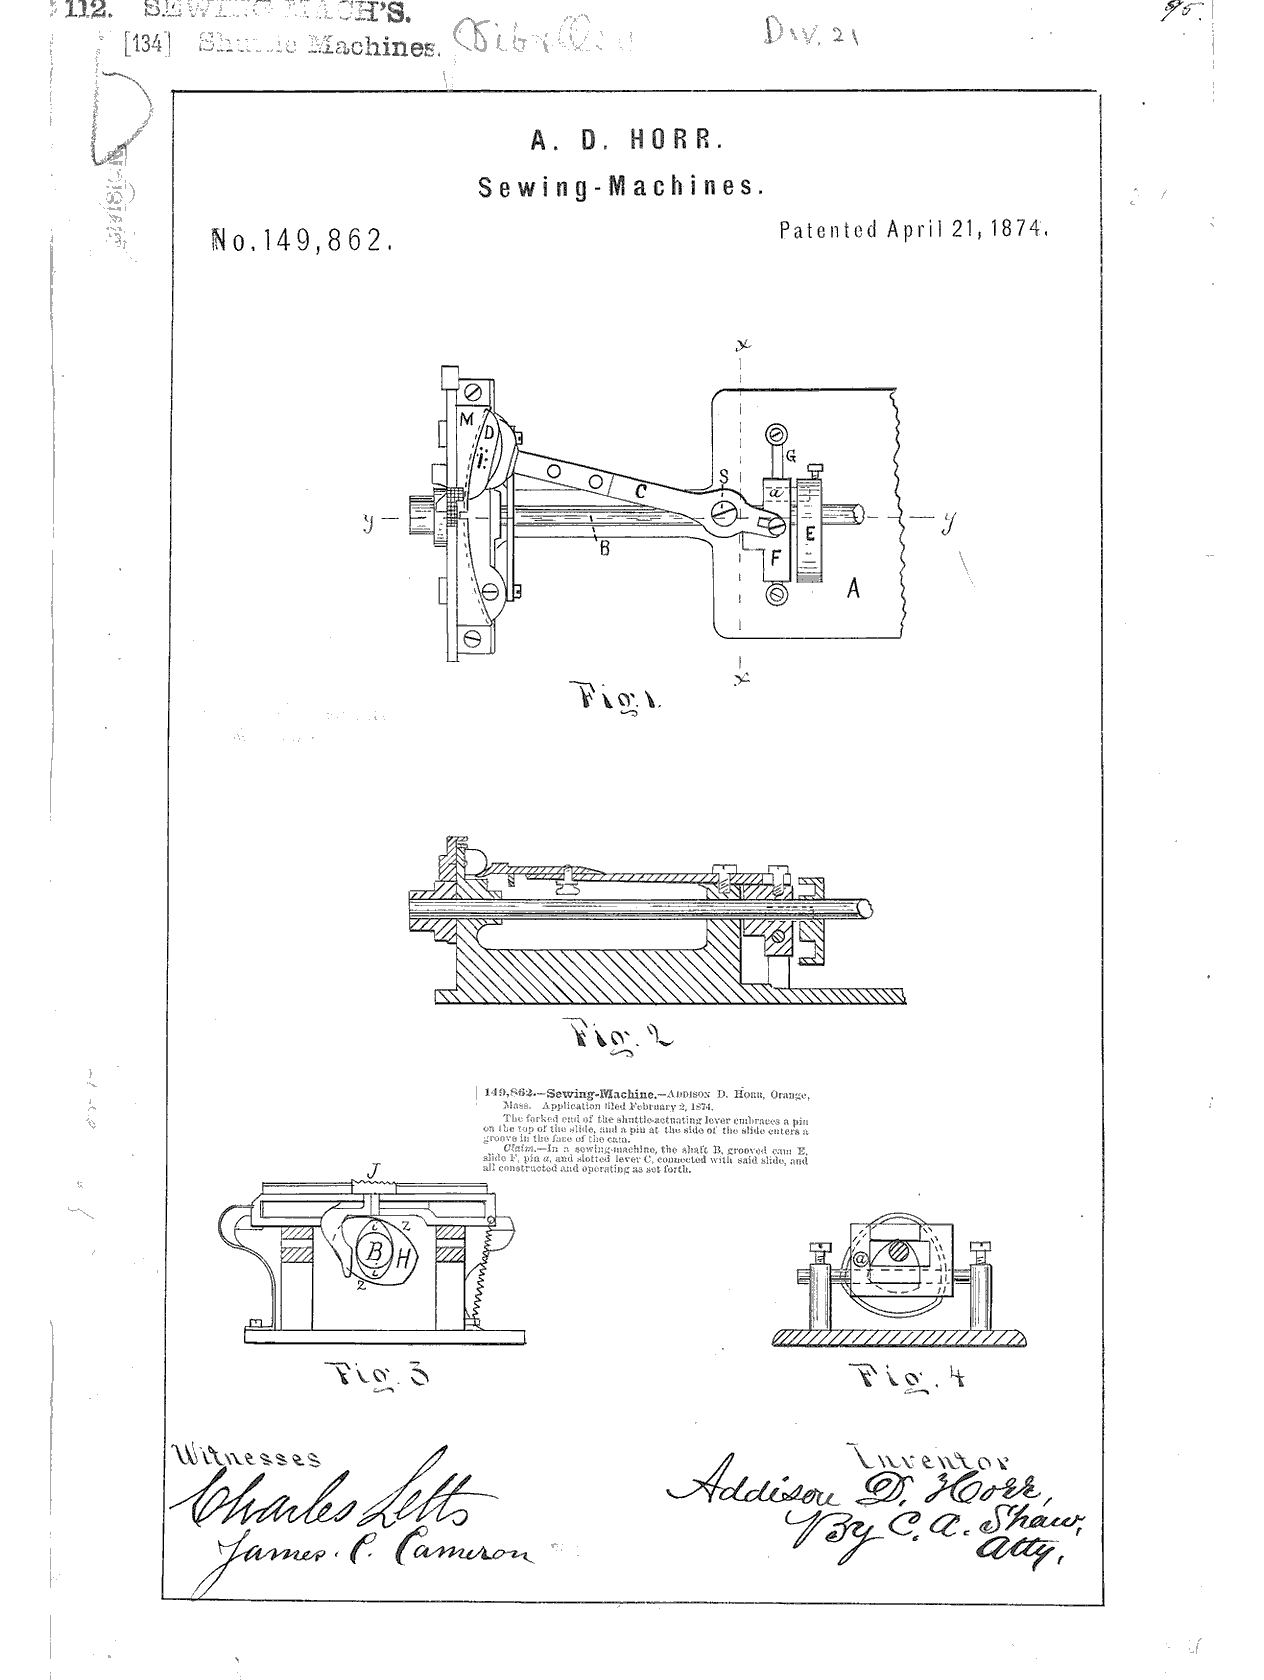 112. SEWING MACH'S.
[134] Shuttle Machines.
Div. 21
A. D. HORR.
Sewing-Machines.
No. 149,862.
Patented April 21, 1874.
x
M
D
G
S
a
C
y
y
B
E
F
A
x
Fig. 1.
Fig. 2
149,862.—Sewing-Machine.—ADDISON D. HORR, Orange,
Mass. Application filed February 2, 1874.
The forked end of the shuttle-actuating lever embraces a pin
on the top of the slide, and a pin at the side of the slide enters a
groove in the face of the cam.
Claim.—In a sewing-machine, the shaft B, grooved cam E,
slide F, pin a, and slotted lever C, connected with said slide, and
all constructed and operating as set forth.
J
i
z
B
H
i
z
a
Fig. 3
Fig. 4
Witnesses
Charles Letts
James. C. Cameron
Inventor
Addison D. Horr,
By C. A. Shaw,
Atty.